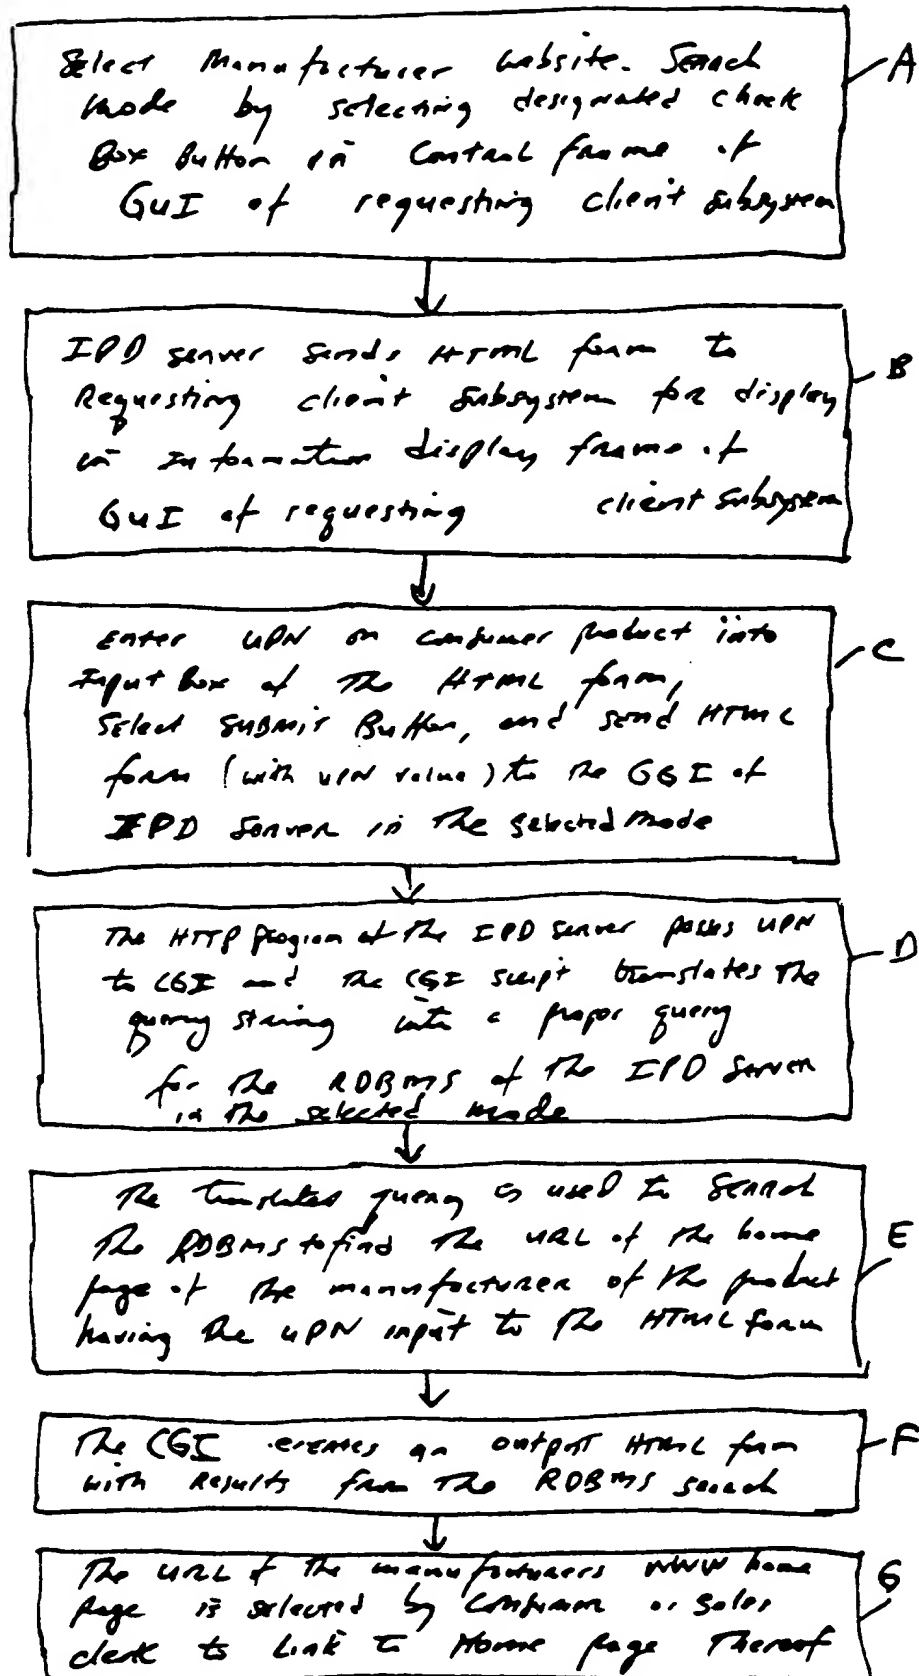 Select Manufacturer website. Search
mode by selecting designated check
Box Button in Control frame of
GUI of requesting client subsystem
A
IPD server sends HTML form to
Requesting client subsystem for display
in Information display frame of
GUI of requesting client subsystem
B
Enter UPN on consumer product into
Input Box of the HTML form,
Select SUBMIT Button, and send HTML
form (with UPN value) to the CGI of
IPD Server in the selected mode
C
The HTTP program at the IPD server passes UPN
to CGI and the CGI script translates the
query string into a proper query
for the RDBMS of the IPD Server
in the selected mode
D
The translated query is used to Search
the RDBMS to find the URL of the home
page of the manufacturer of the product
having the UPN input to the HTML form
E
The CGI creates an output HTML form
with Results from the RDBMS search
F
The URL of the manufacturers WWW home
page is selected by Consumer or Sales
clerk to Link to Home page Thereof
G